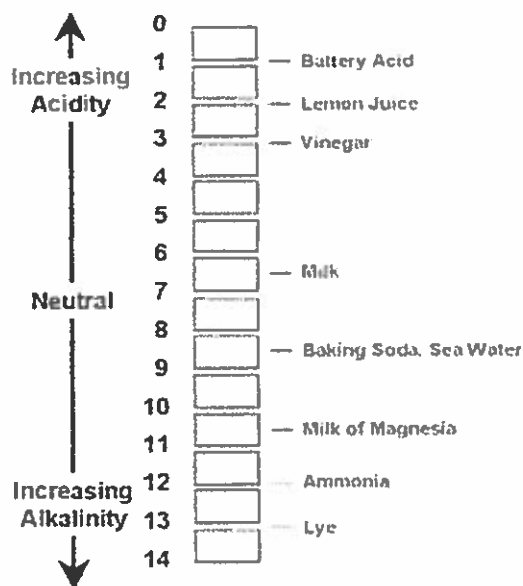 0
1
Battery Acid
Increasing
Acidity
2
Lemon Juice
3
Vinegar
4
5
6
Milk
Neutral
7
8
Baking Soda, Sea Water
9
10
Milk of Magnesia
11
Increasing
Alkalinity
12
Ammonia
13
Lye
14